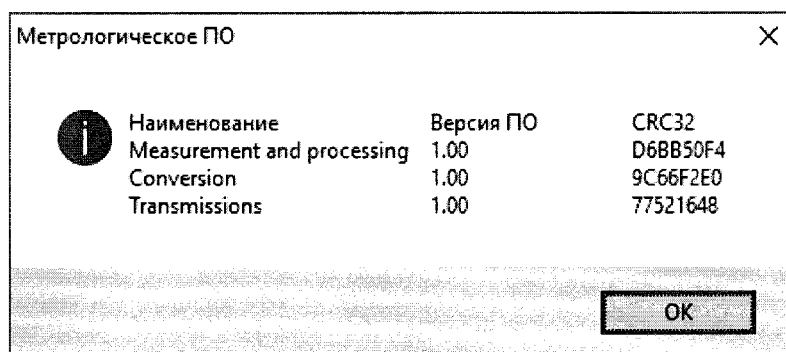 Метрологическое ПО
Наименование Версия ПО CRC32
Measurement and processing 1.00 D6BB50F4
Conversion 1.00 9C66F2E0
Transmissions 1.00 77521648
OK